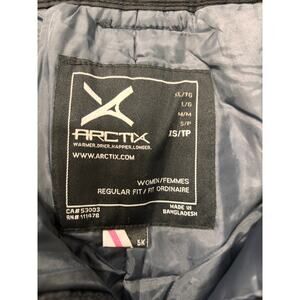 XL/TG
L/G
M/M
S/P
XS/TP
ARCTIX
WARMER.DRIER.HAPPIER.LONGER.
WWW.ARCTIX.COM
WOMEN/FEMMES
REGULAR FIT/FIT ORDINAIRE
CA# 53003
RN# 111978
MADE IN
BANGLADESH
SK